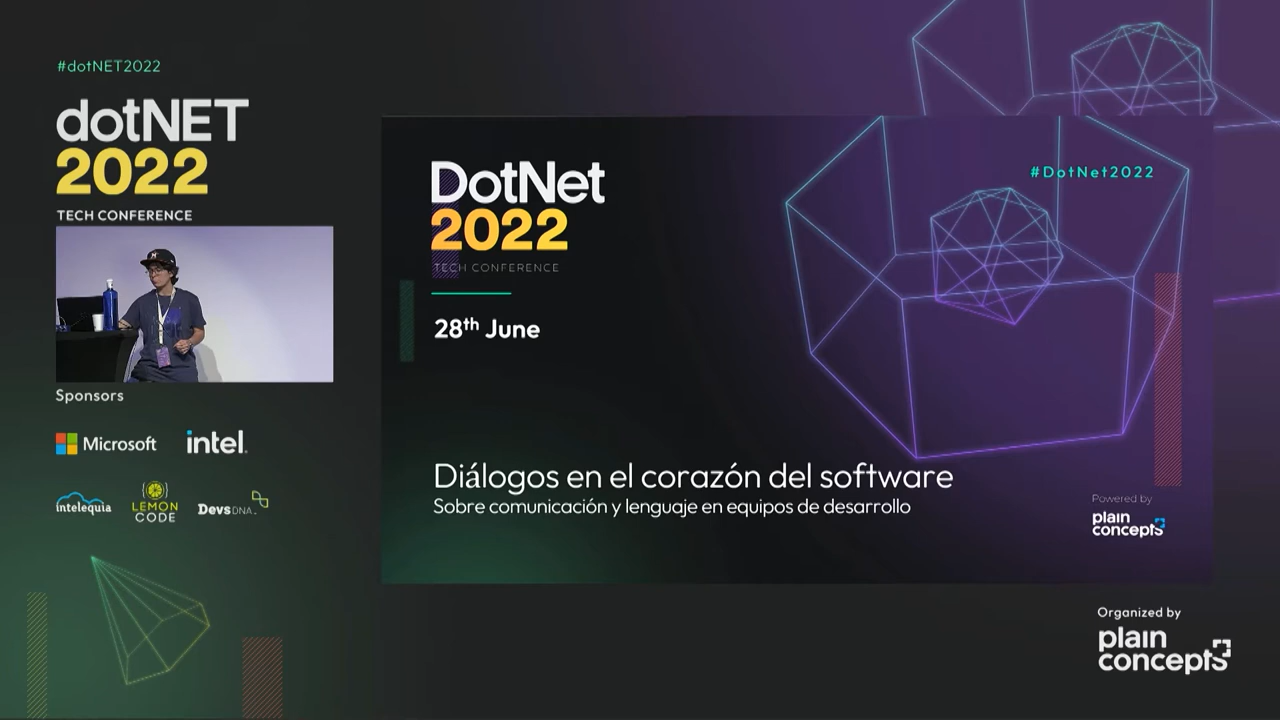 #dotNET2022
dotNET
2022
TECH CONFERENCE
Sponsors
Microsoft
intel.
intelequia
LEMON
CODE
DevsDNA
DotNet
2022
TECH CONFERENCE
28th June
#DotNet2022
Diálogos en el corazón del software
Sobre comunicación y lenguaje en equipos de desarrollo
Powered by
plain
concepts
Organized by
plain
concepts